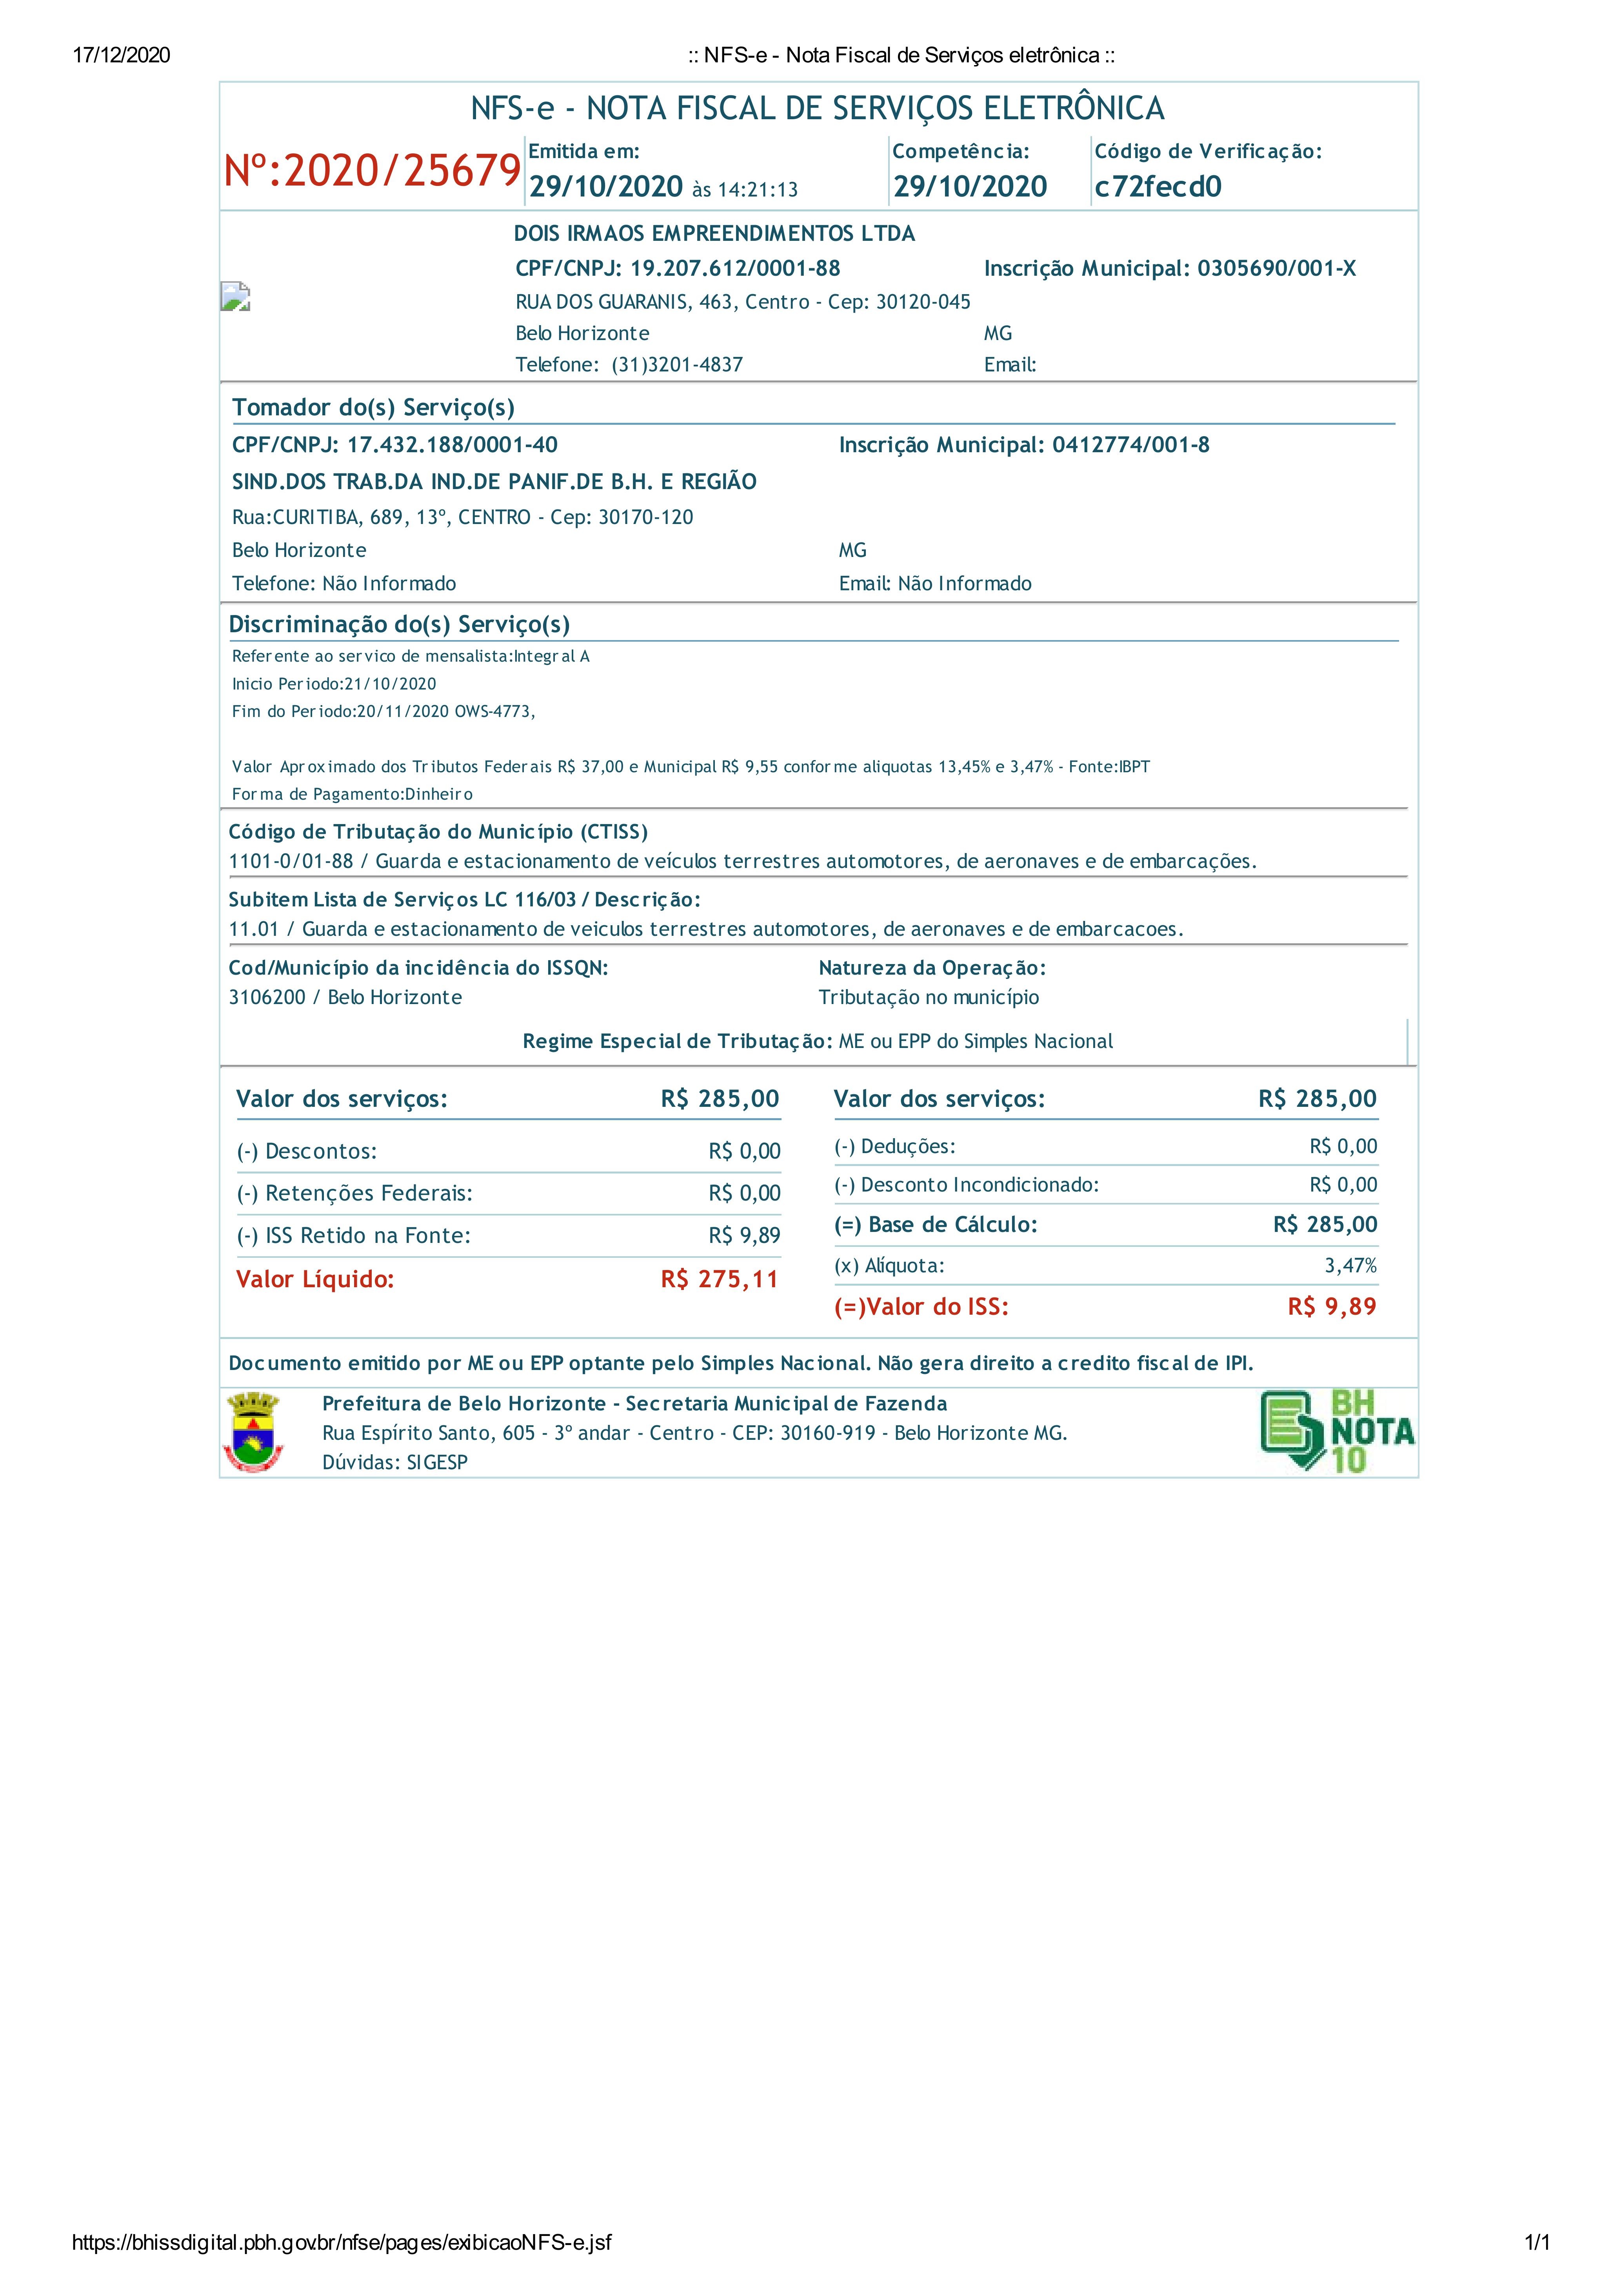 17/12/2020 :: NFS-e - Nota Fiscal de Serviços eletrônica ::
NFS-e - NOTA FISCAL DE SERVIÇOS ELETRÔNICA
Nº:2020/25679
Emitida em: Competência: Código de Verificação:
29/10/2020 às 14:21:13 29/10/2020 c72fecd0
DOIS IRMAOS EMPREENDIMENTOS LTDA
CPF/CNPJ: 19.207.612/0001-88 Inscrição Municipal: 0305690/001-X
RUA DOS GUARANIS, 463, Centro - Cep: 30120-045
Belo Horizonte MG
Telefone: (31)3201-4837 Email:
Tomador do(s) Serviço(s)
CPF/CNPJ: 17.432.188/0001-40 Inscrição Municipal: 0412774/001-8
SIND.DOS TRAB.DA IND.DE PANIF.DE B.H. E REGIÃO
Rua:CURITIBA, 689, 13º, CENTRO - Cep: 30170-120
Belo Horizonte MG
Telefone: Não Informado Email: Não Informado
Discriminação do(s) Serviço(s)
Referente ao servico de mensalista:Integral A
Inicio Periodo:21/10/2020
Fim do Periodo:20/11/2020 OWS-4773,
Valor Aproximado dos Tributos Federais R$ 37,00 e Municipal R$ 9,55 conforme aliquotas 13,45% e 3,47% - Fonte:IBPT
Forma de Pagamento:Dinheiro
Código de Tributação do Município (CTISS)
1101-0/01-88 / Guarda e estacionamento de veículos terrestres automotores, de aeronaves e de embarcações.
Subitem Lista de Serviços LC 116/03 / Descrição:
11.01 / Guarda e estacionamento de veiculos terrestres automotores, de aeronaves e de embarcacoes.
Cod/Município da incidência do ISSQN: Natureza da Operação:
3106200 / Belo Horizonte Tributação no município
Regime Especial de Tributação: ME ou EPP do Simples Nacional
Valor dos serviços: R$ 285,00 Valor dos serviços: R$ 285,00
(-) Descontos: R$ 0,00 (-) Deduções: R$ 0,00
(-) Retenções Federais: R$ 0,00 (-) Desconto Incondicionado: R$ 0,00
(-) ISS Retido na Fonte: R$ 9,89 (=) Base de Cálculo: R$ 285,00
Valor Líquido: R$ 275,11 (x) Alíquota: 3,47%
(=)Valor do ISS: R$ 9,89
Documento emitido por ME ou EPP optante pelo Simples Nacional. Não gera direito a credito fiscal de IPI.
Prefeitura de Belo Horizonte - Secretaria Municipal de Fazenda
Rua Espírito Santo, 605 - 3º andar - Centro - CEP: 30160-919 - Belo Horizonte MG.
Dúvidas: SIGESP
BH
NOTA
10
https://bhissdigital.pbh.gov.br/nfse/pages/exibicaoNFS-e.jsf 1/1